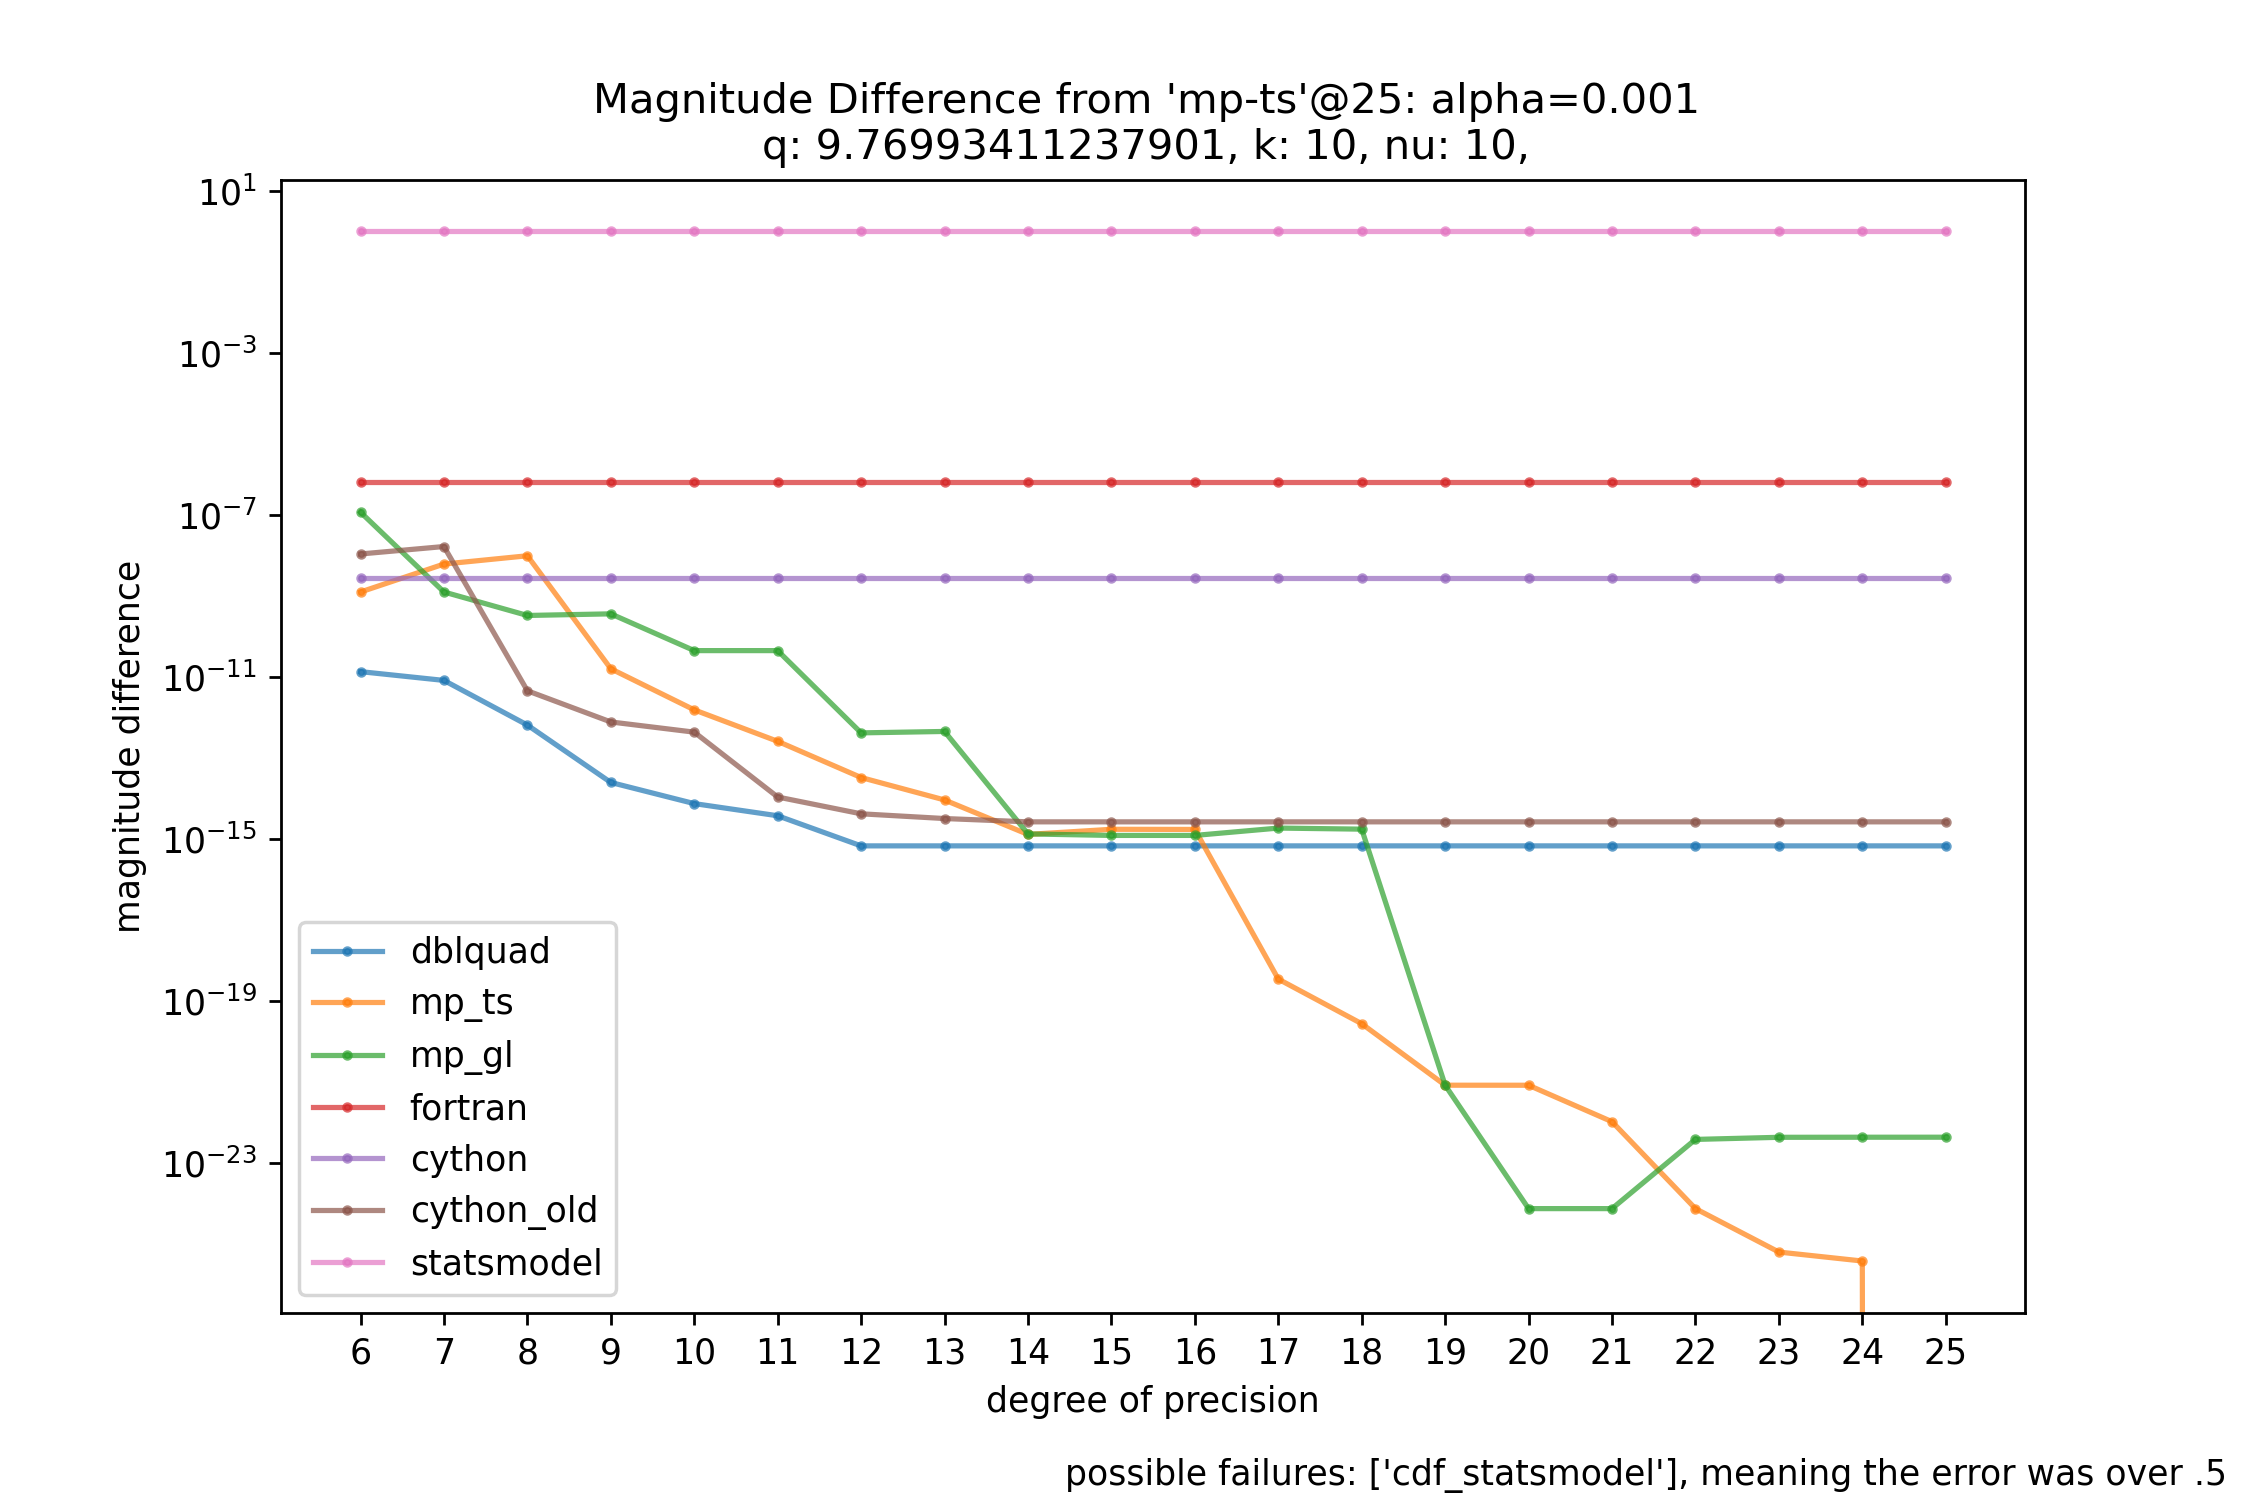 Magnitude Difference from 'mp-ts'@25: alpha=0.001
q: 9.76993411237901, k: 10, nu: 10,
magnitude difference
10¹
10⁻³
10⁻⁷
10⁻¹¹
10⁻¹⁵
10⁻¹⁹
10⁻²³
dblquad
mp_ts
mp_gl
fortran
cython
cython_old
statsmodel
6 7 8 9 10 11 12 13 14 15 16 17 18 19 20 21 22 23 24 25
degree of precision
possible failures: ['cdf_statsmodel'], meaning the error was over .5